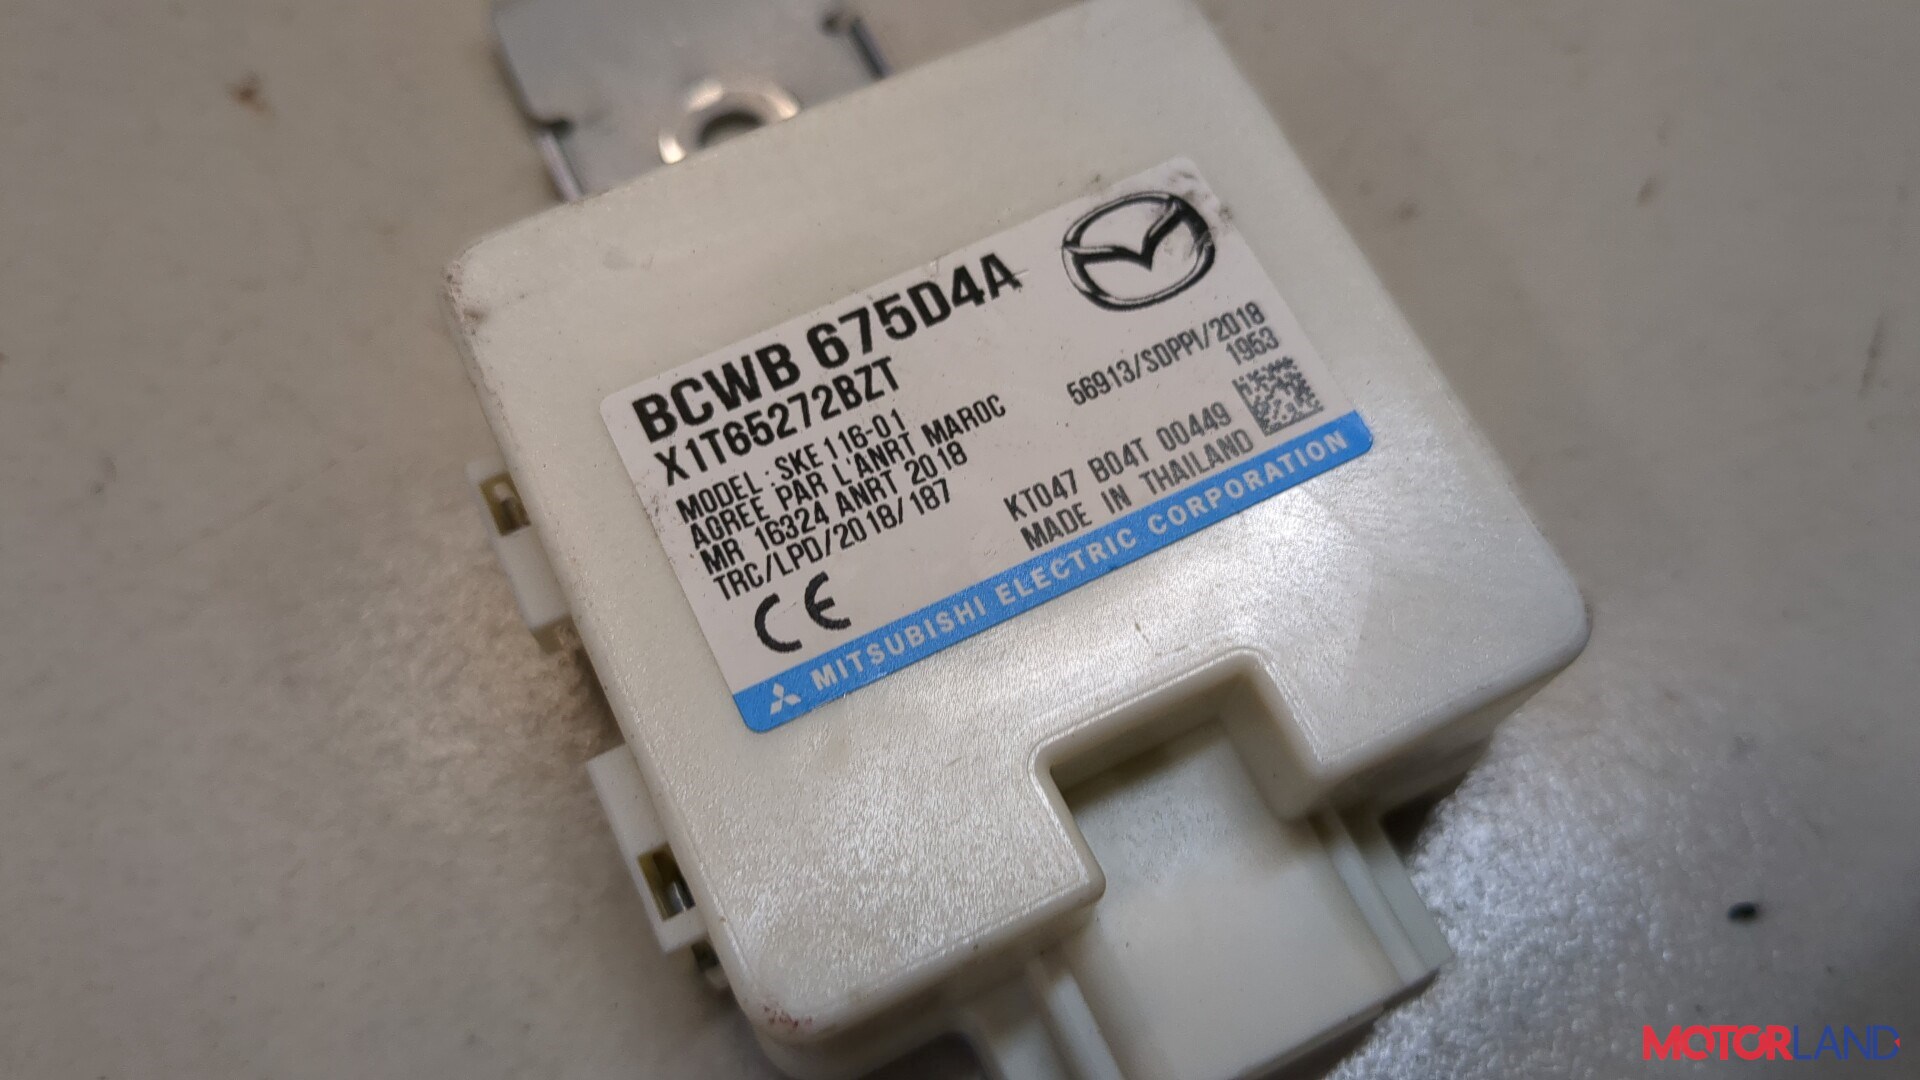 BCWB 675D4A
X1T65272BZT
MODEL : SKE116-01
AGREE PAR L'ANRT MAROC
MR 16324 ANRT 2018
TRC/LPD/2018/187
CE
56913/SDPPI/2018
1953
KT047 B04T 00449
MADE IN THAILAND
MITSUBISHI ELECTRIC CORPORATION
MOTORLAND